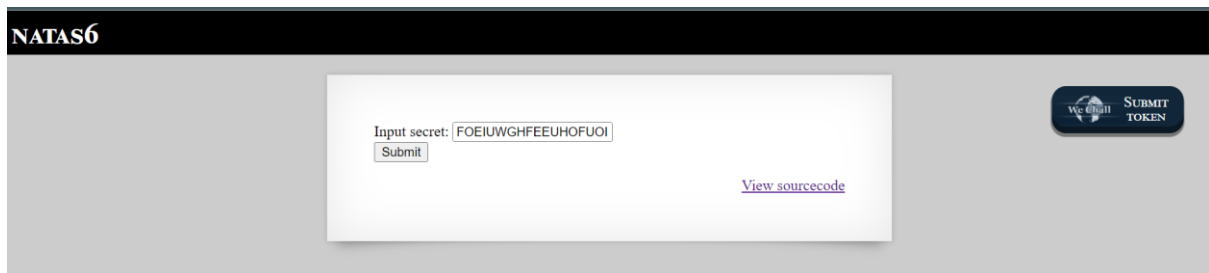 NATAS6
We Chall SUBMIT
TOKEN
Input secret: FOEIUWGHFEEUHOFUOI
Submit
View sourcecode